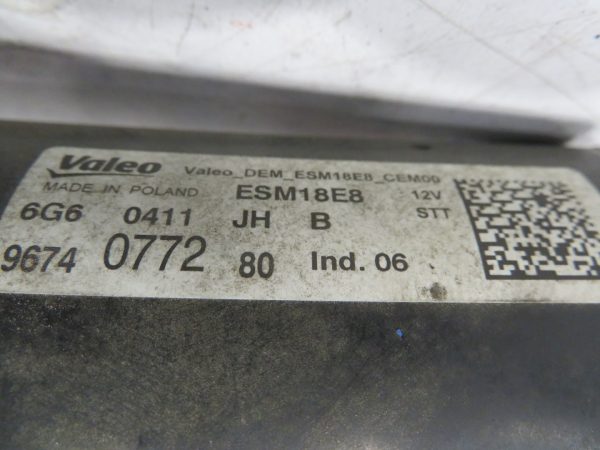 Valeo Valeo_DEM_ESM18E8_CEM00
MADE IN POLAND ESM18E8 12V
6G6 0411 JH B STT
9674 0772 80 Ind. 06